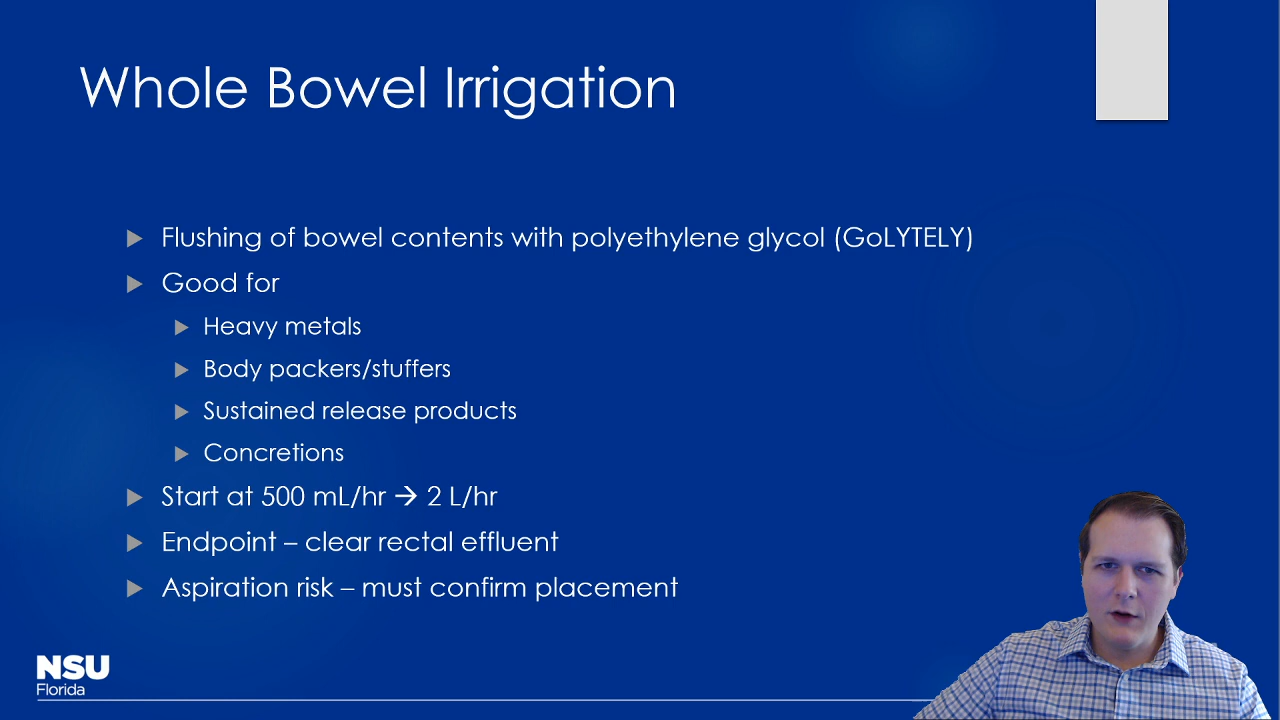 Whole Bowel Irrigation
► Flushing of bowel contents with polyethylene glycol (GoLYTELY)
► Good for
► Heavy metals
► Body packers/stuffers
► Sustained release products
► Concretions
► Start at 500 mL/hr → 2 L/hr
► Endpoint – clear rectal effluent
► Aspiration risk – must confirm placement
NSU
Florida